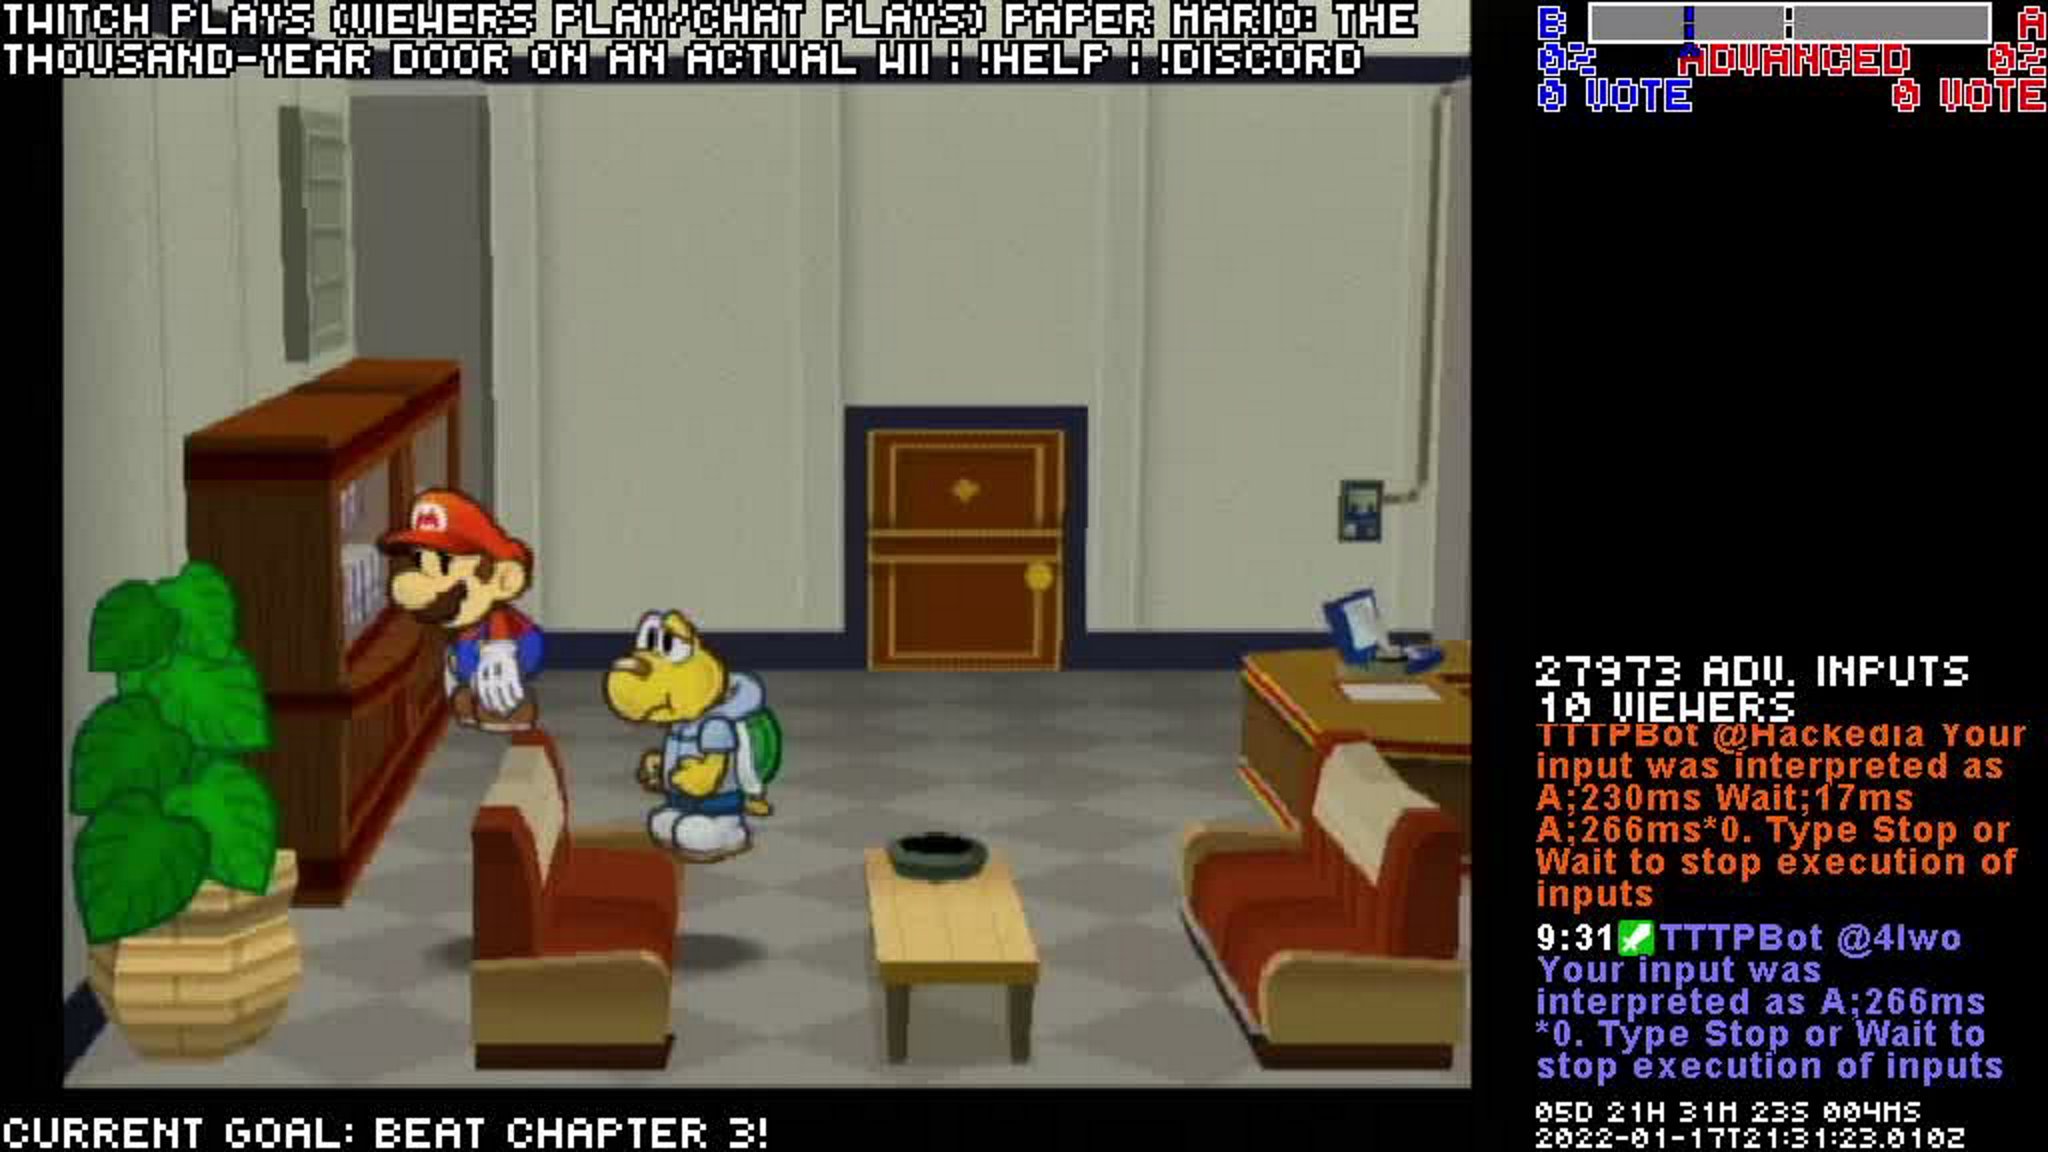 TWITCH PLAYS (VIEWERS PLAY/CHAT PLAYS) PAPER MARIO: THE
THOUSAND-YEAR DOOR ON AN ACTUAL WII | !HELP | !DISCORD
B A
0% ADVANCED 0%
0 VOTE 0 VOTE
M
27973 ADV. INPUTS
10 VIEWERS
TTTPBot @Hackedia Your
input was interpreted as
A;230ms Wait;17ms
A;266ms*0. Type Stop or
Wait to stop execution of
inputs
9:31 TTTPBot @4lwo
Your input was
interpreted as A;266ms
*0. Type Stop or Wait to
stop execution of inputs
05D 21H 31M 23S 004MS
2022-01-17T21:31:23.010Z
CURRENT GOAL: BEAT CHAPTER 3!